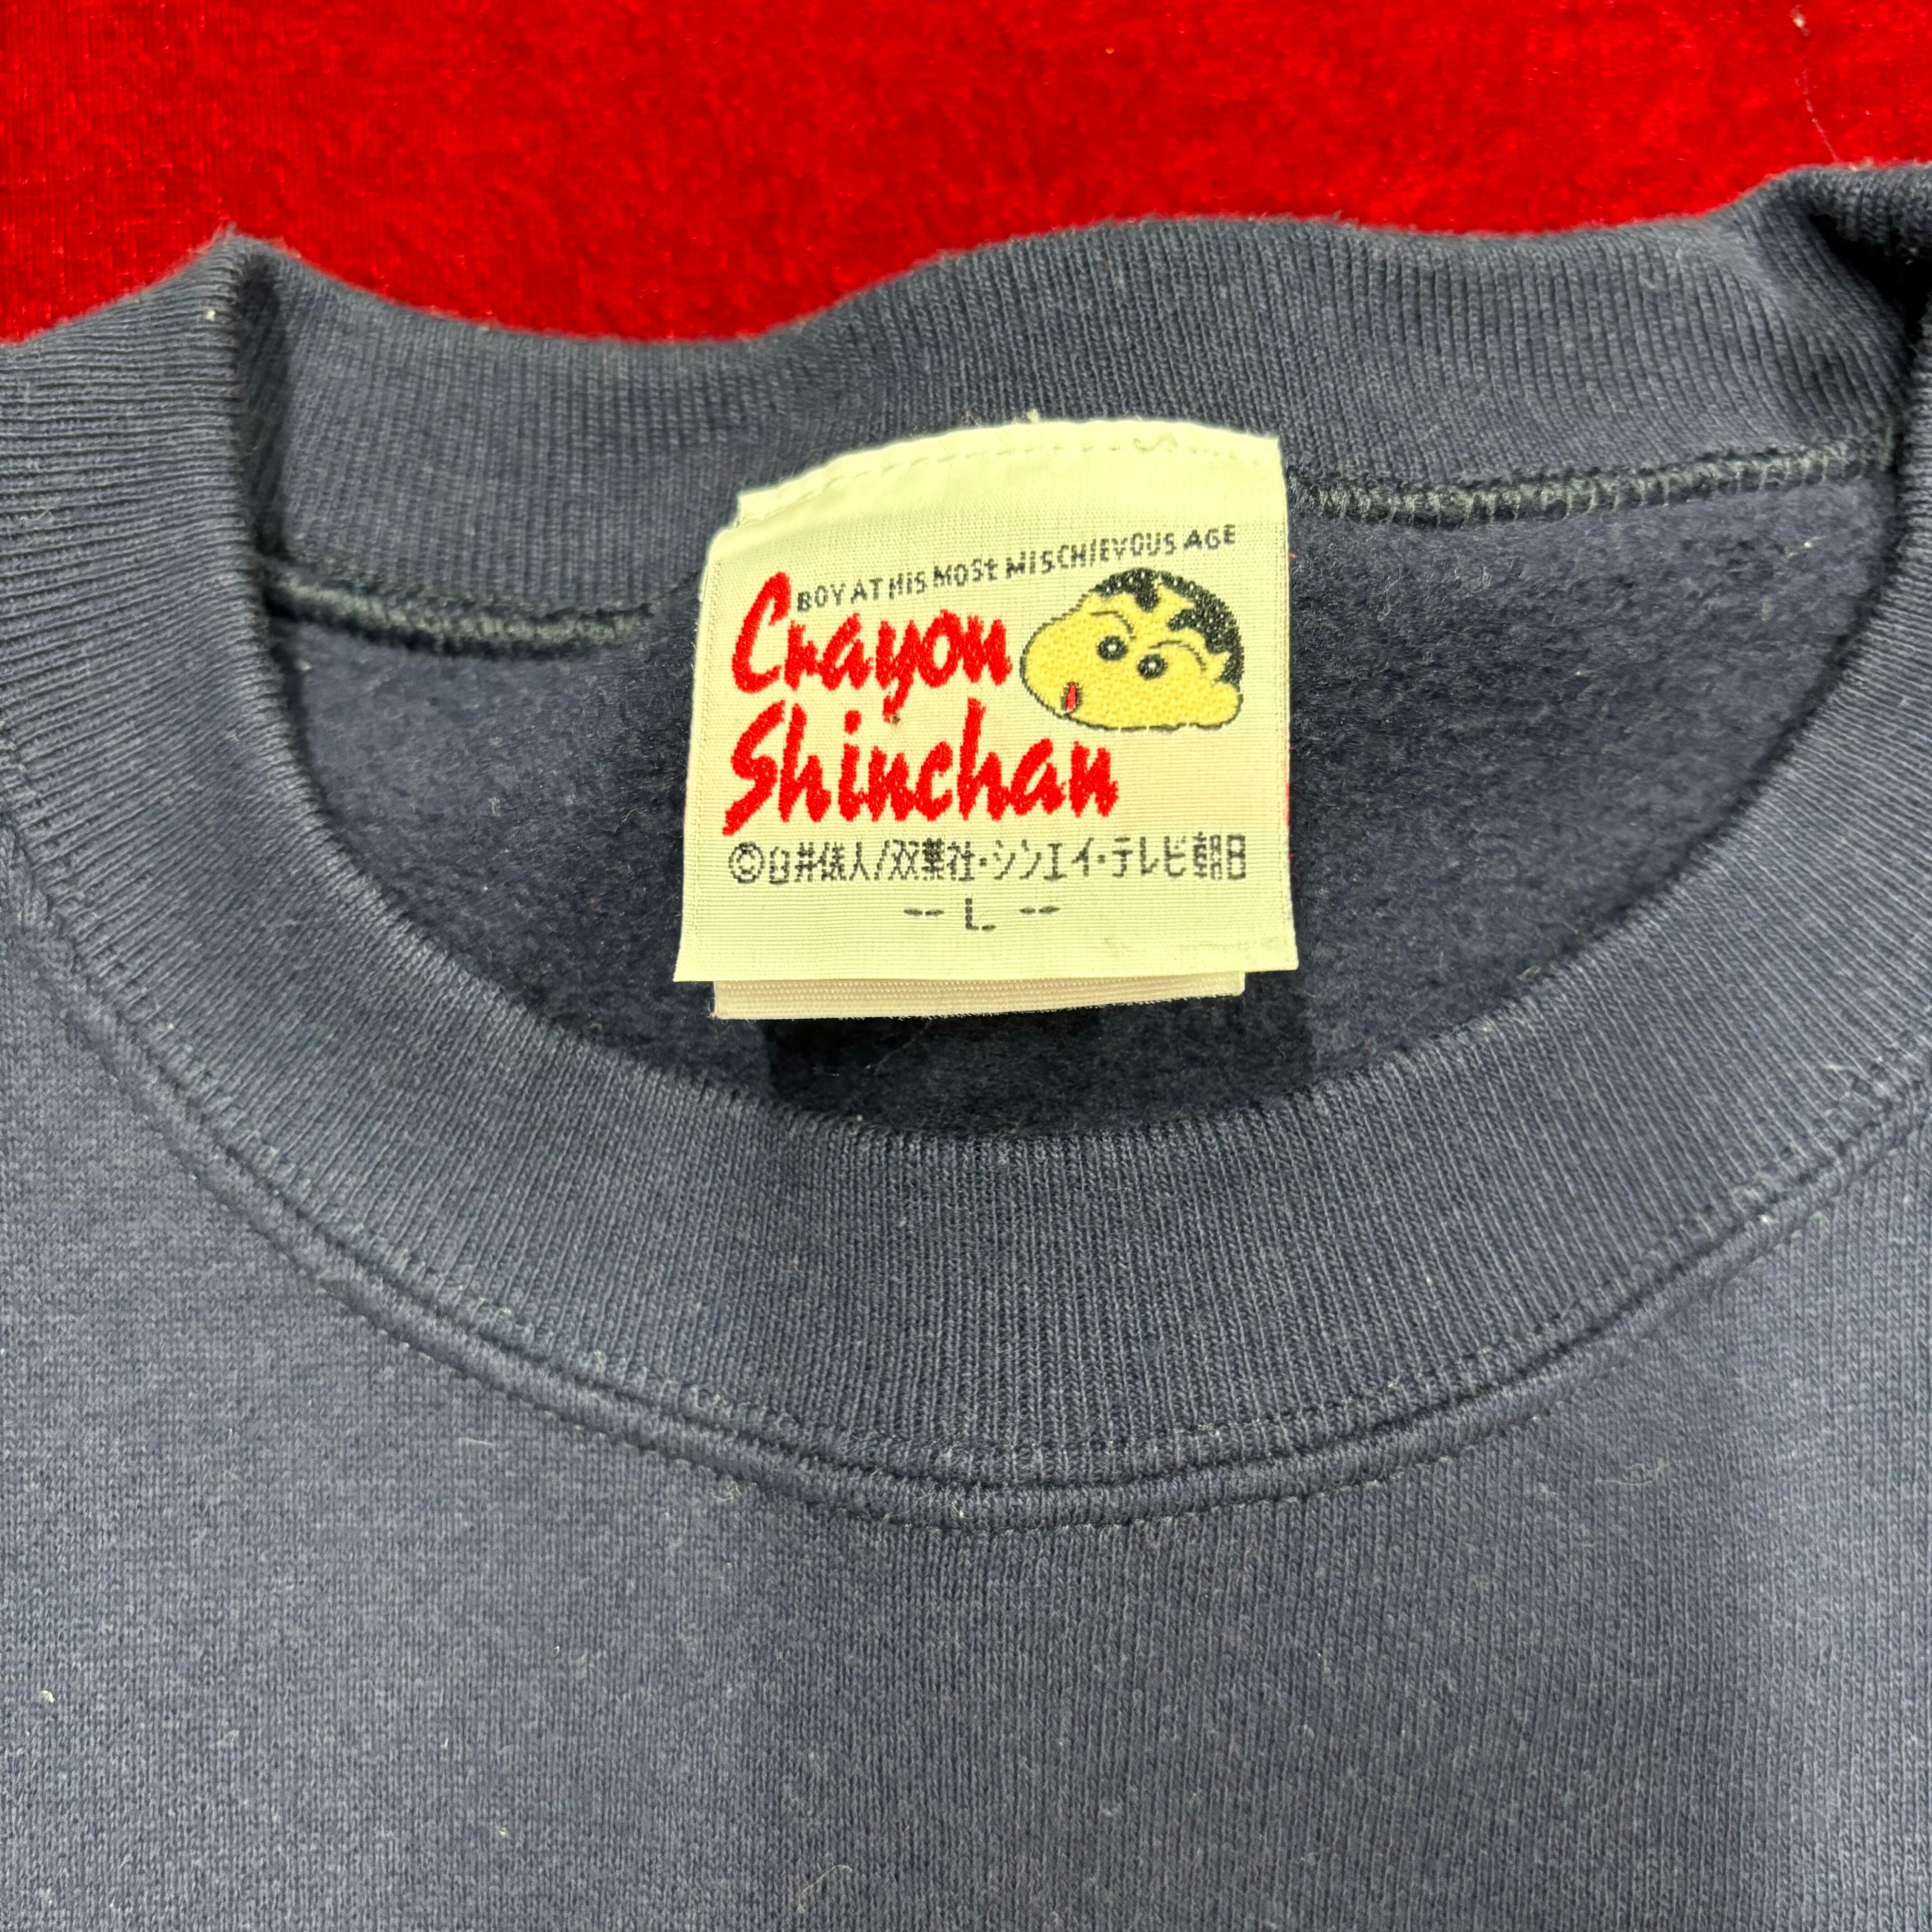 BOY AT HIS MOSt MISCHIEVOUS AGE
Crayon
Shinchan
©臼井儀人/双葉社・シンエイ・テレビ朝日
-- L --